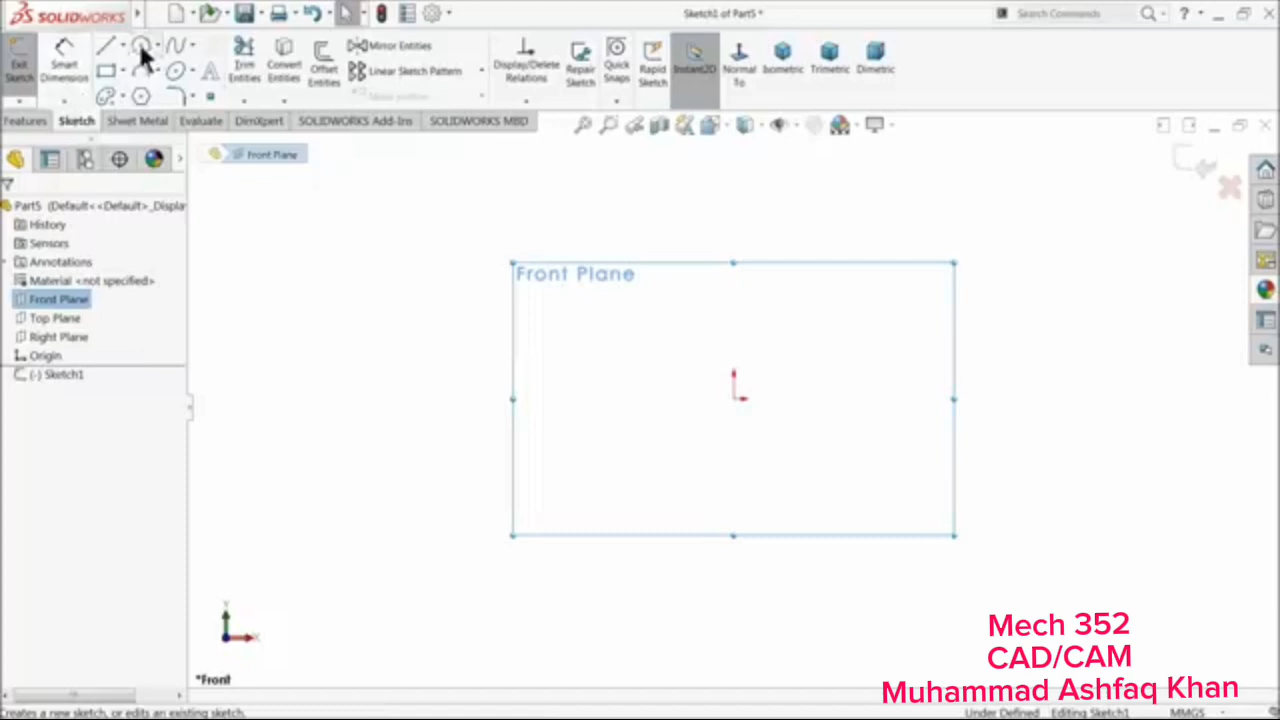 SOLIDWORKS
Sketch1 of Part5 *
Search Commands
Exit Sketch
Smart Dimension
Trim Entities
Convert Entities
Offset Entities
Mirror Entities
Linear Sketch Pattern
Display/Delete Relations
Repair Sketch
Quick Snaps
Rapid Sketch
Instant2D
Normal To
Isometric
Trimetric
Dimetric
Features
Sketch
Sheet Metal
Evaluate
DimXpert
SOLIDWORKS Add-Ins
SOLIDWORKS MBD
Front Plane
Part5 (Default<<Default>_Displa
History
Sensors
Annotations
Material <not specified>
Front Plane
Top Plane
Right Plane
Origin
(-) Sketch1
Front Plane
Y
X
*Front
Mech 352
CAD/CAM
Muhammad Ashfaq Khan
Creates a new sketch, or edits an existing sketch.
Under Defined
Editing Sketch1
MMGS